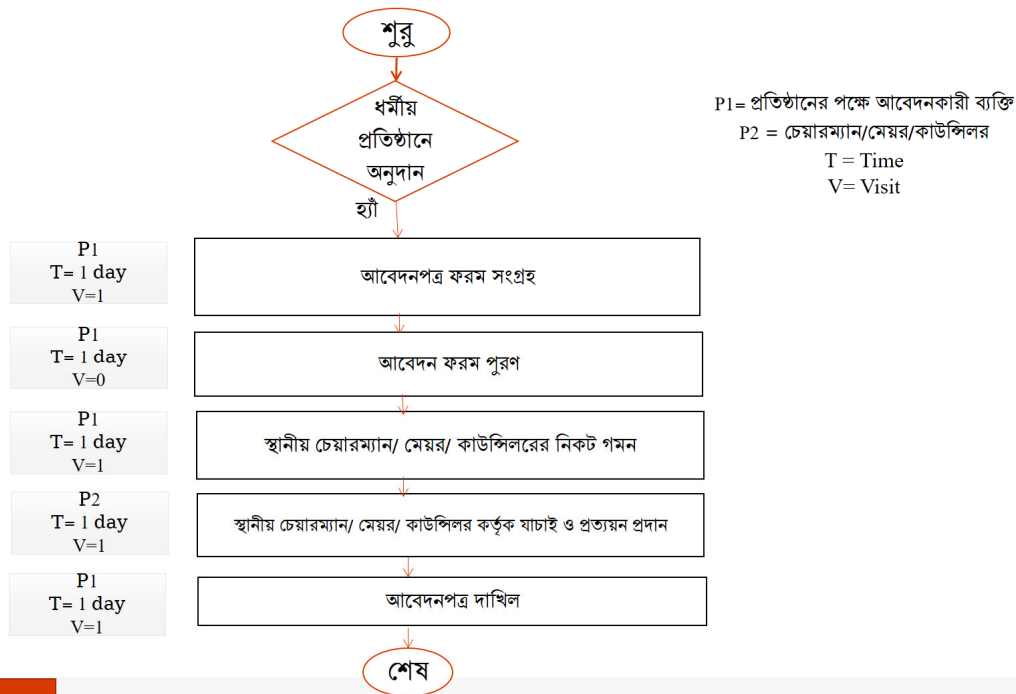 শুরু
ধর্মীয়
প্রতিষ্ঠানে
অনুদান
হ্যাঁ
P1= প্রতিষ্ঠানের পক্ষে আবেদনকারী ব্যক্তি
P2 = চেয়ারম্যান/মেয়র/কাউন্সিলর
T = Time
V= Visit
P1
T= 1 day
V=1
আবেদনপত্র ফরম সংগ্রহ
P1
T= 1 day
V=0
আবেদন ফরম পুরণ
P1
T= 1 day
V=1
স্থানীয় চেয়ারম্যান/ মেয়র/ কাউন্সিলরের নিকট গমন
P2
T= 1 day
V=1
স্থানীয় চেয়ারম্যান/ মেয়র/ কাউন্সিলর কর্তৃক যাচাই ও প্রত্যয়ন প্রদান
P1
T= 1 day
V=1
আবেদনপত্র দাখিল
শেষ